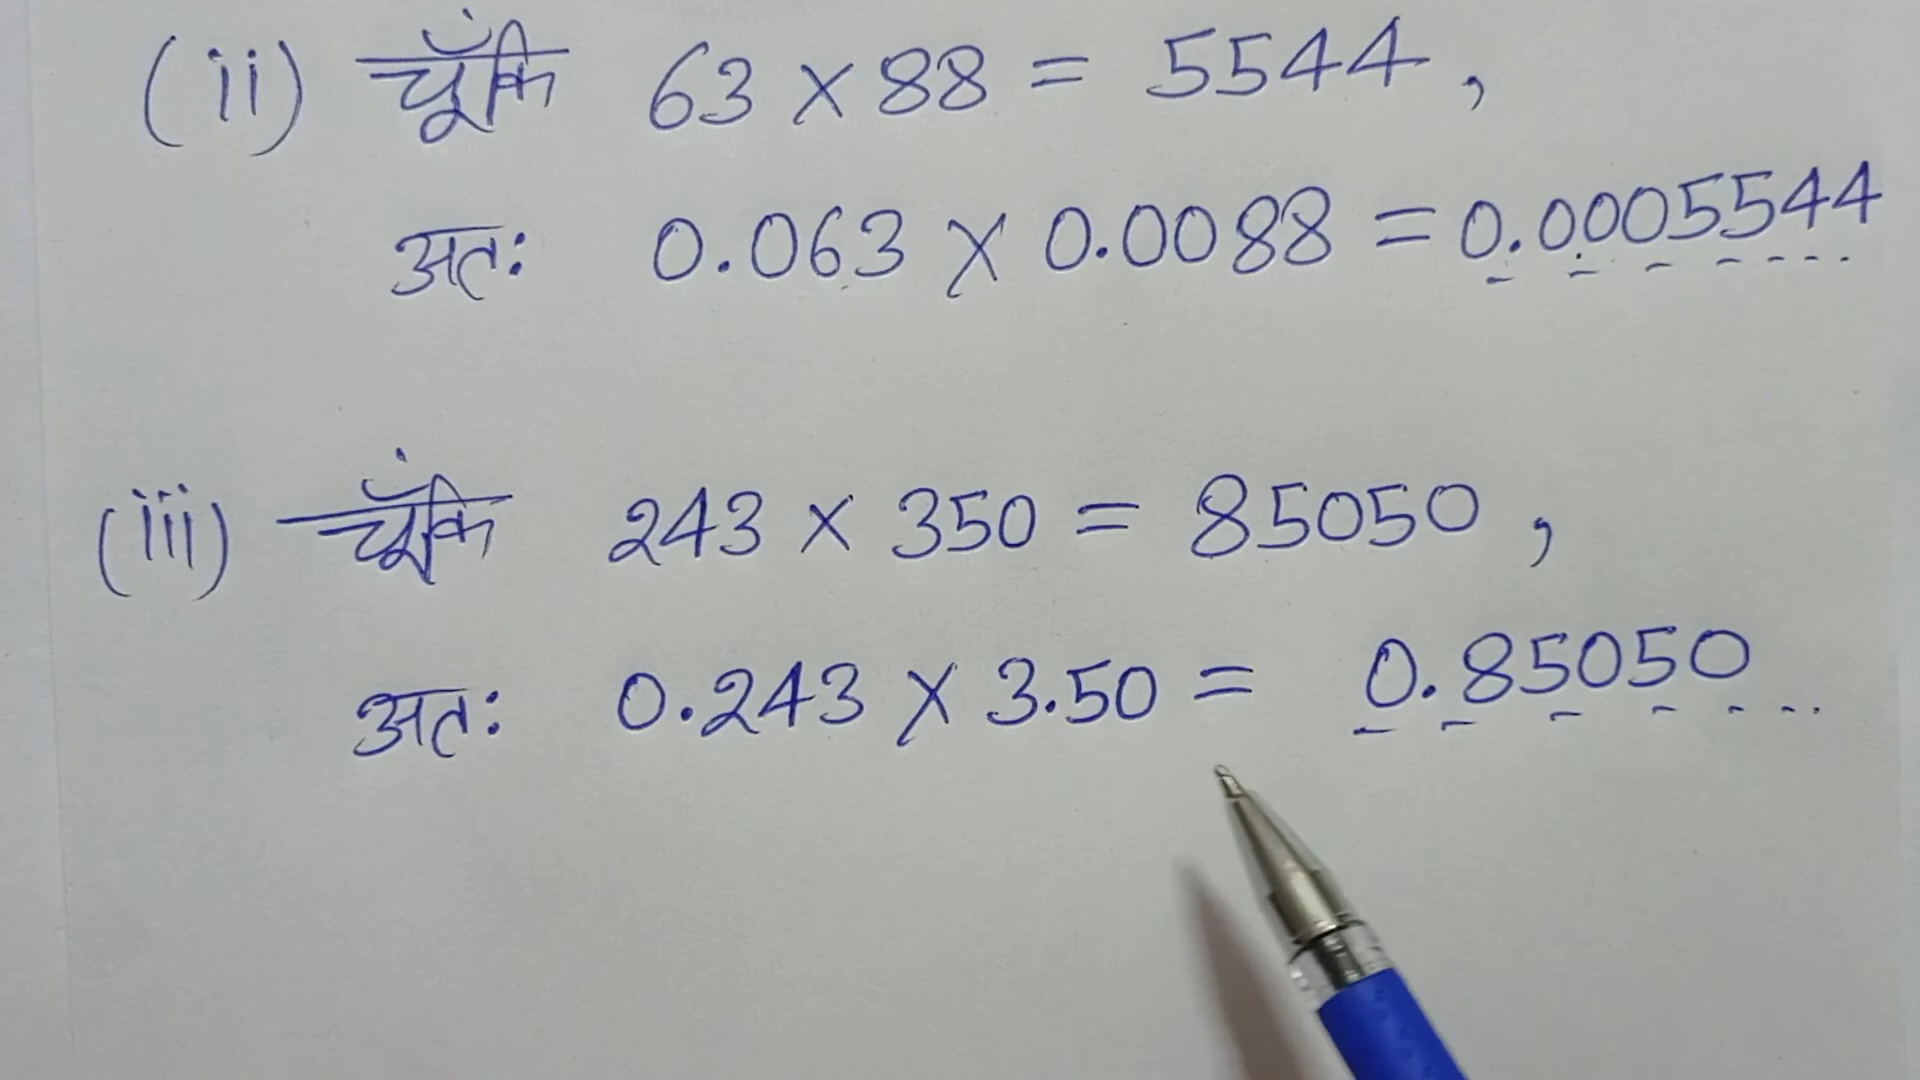 (ii) चूँकि 63 × 88 = 5544 ,
अतः 0.063 × 0.0088 = 0.0005544
(iii) चूँकि 243 × 350 = 85050 ,
अतः 0.243 × 3.50 = 0.85050